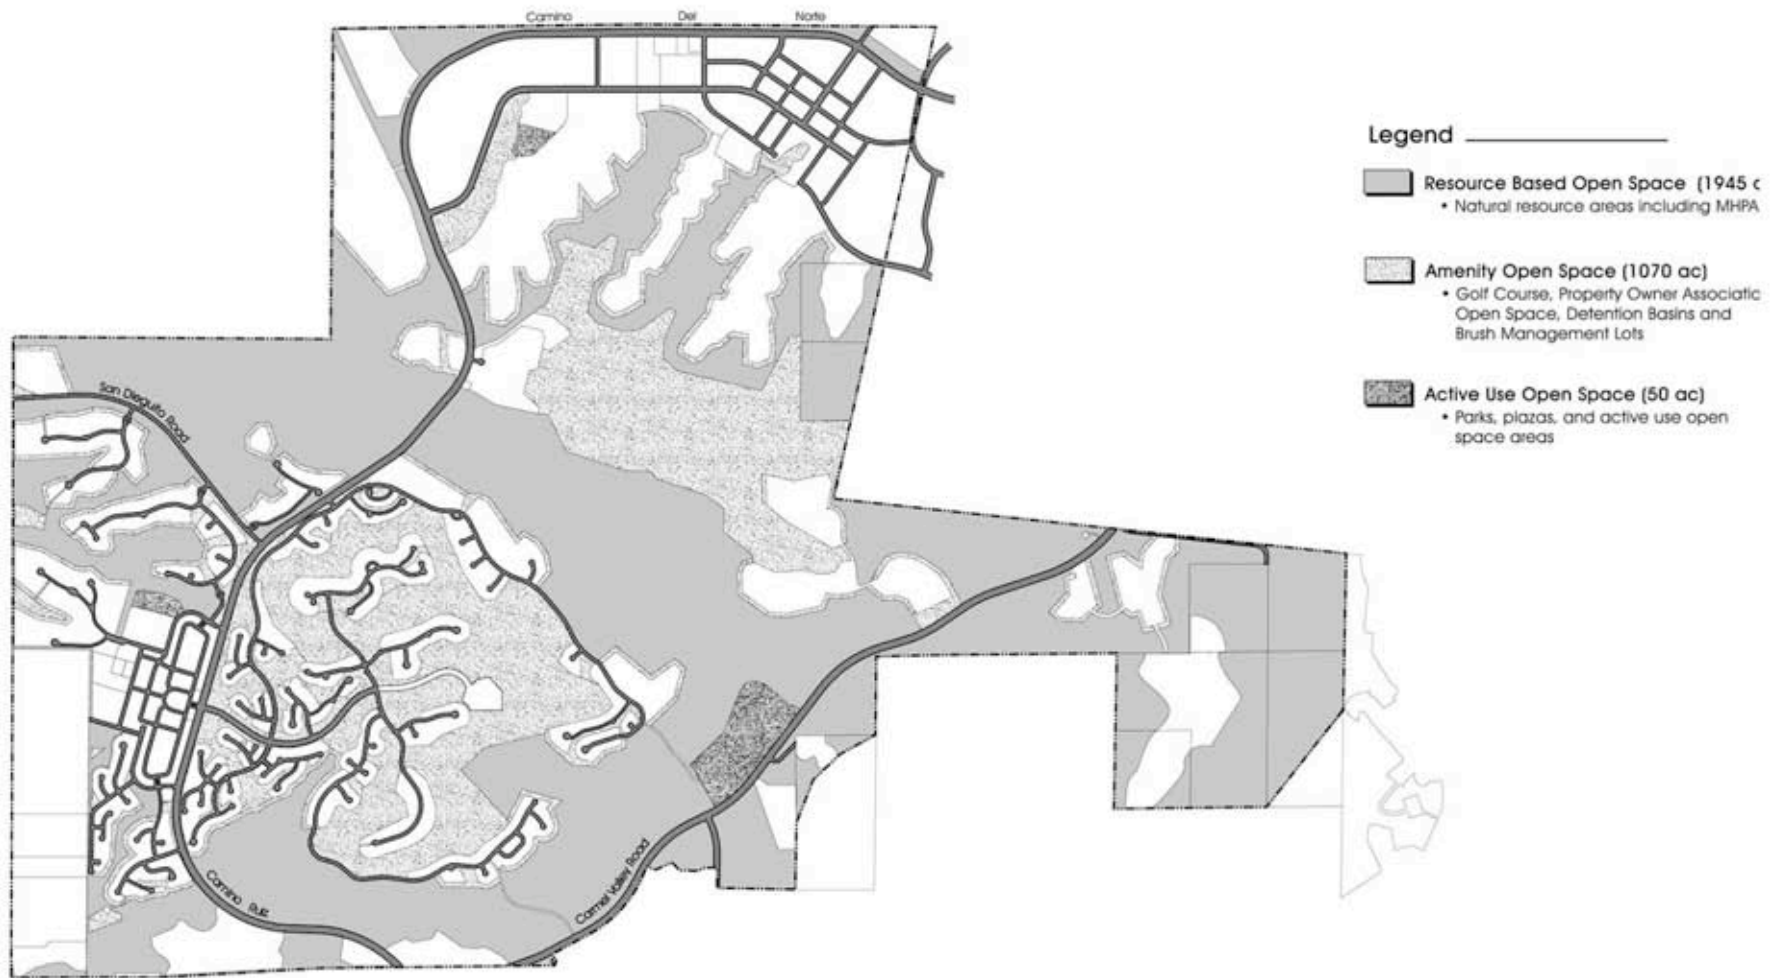 Camino Del Norte
Legend
Resource Based Open Space (1945
• Natural resource areas including MHPA
Amenity Open Space (1070 ac)
• Golf Course, Property Owner Associatic
Open Space, Detention Basins and
Brush Management Lots
Active Use Open Space (50 ac)
• Parks, plazas, and active use open
space areas
San Dieguito Road
Camino Ruiz
Carmel Valley Road